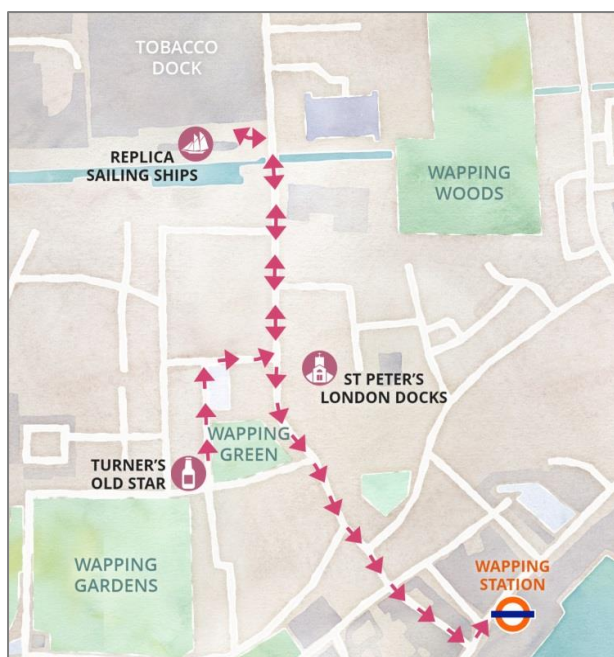 TOBACCO
DOCK
REPLICA
SAILING SHIPS
WAPPING
WOODS
ST PETER'S
LONDON DOCKS
WAPPING
GREEN
TURNER'S
OLD STAR
WAPPING
GARDENS
WAPPING
STATION